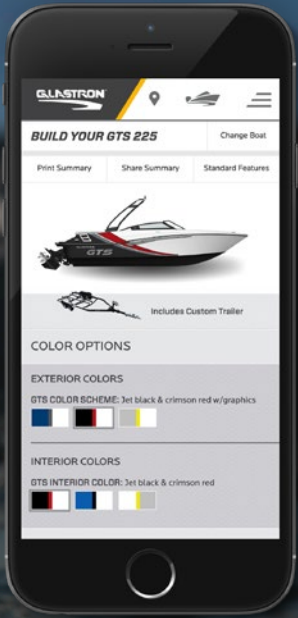 GLASTRON
BUILD YOUR GTS 225
Change Boat
Print Summary
Share Summary
Standard Features
GTS
Includes Custom Trailer
COLOR OPTIONS
EXTERIOR COLORS
GTS COLOR SCHEME: Jet black & crimson red w/graphics
INTERIOR COLORS
GTS INTERIOR COLOR: Jet black & crimson red